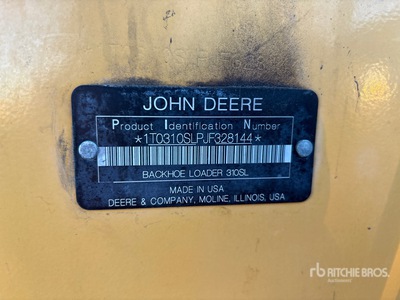 JOHN DEERE
Product Identification Number
*1T0310SLPJF328144*
BACKHOE LOADER 310SL
MADE IN USA
DEERE & COMPANY, MOLINE, ILLINOIS, USA
rb RITCHIE BROS.